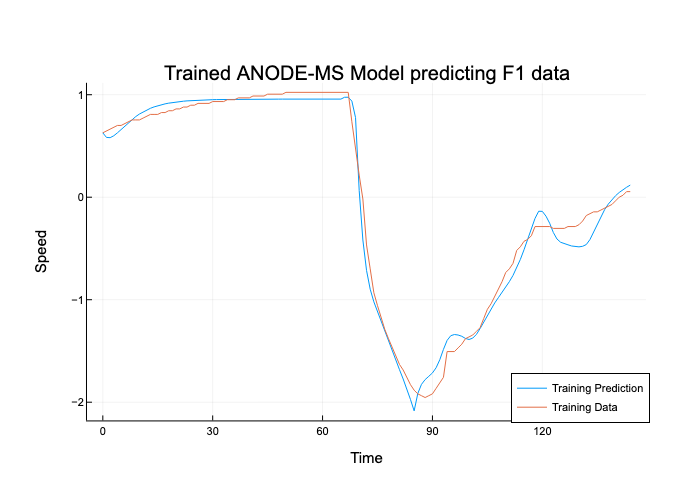 Trained ANODE-MS Model predicting F1 data
1
0
−1
−2
Speed
0 30 60 90 120
Time
Training Prediction
Training Data